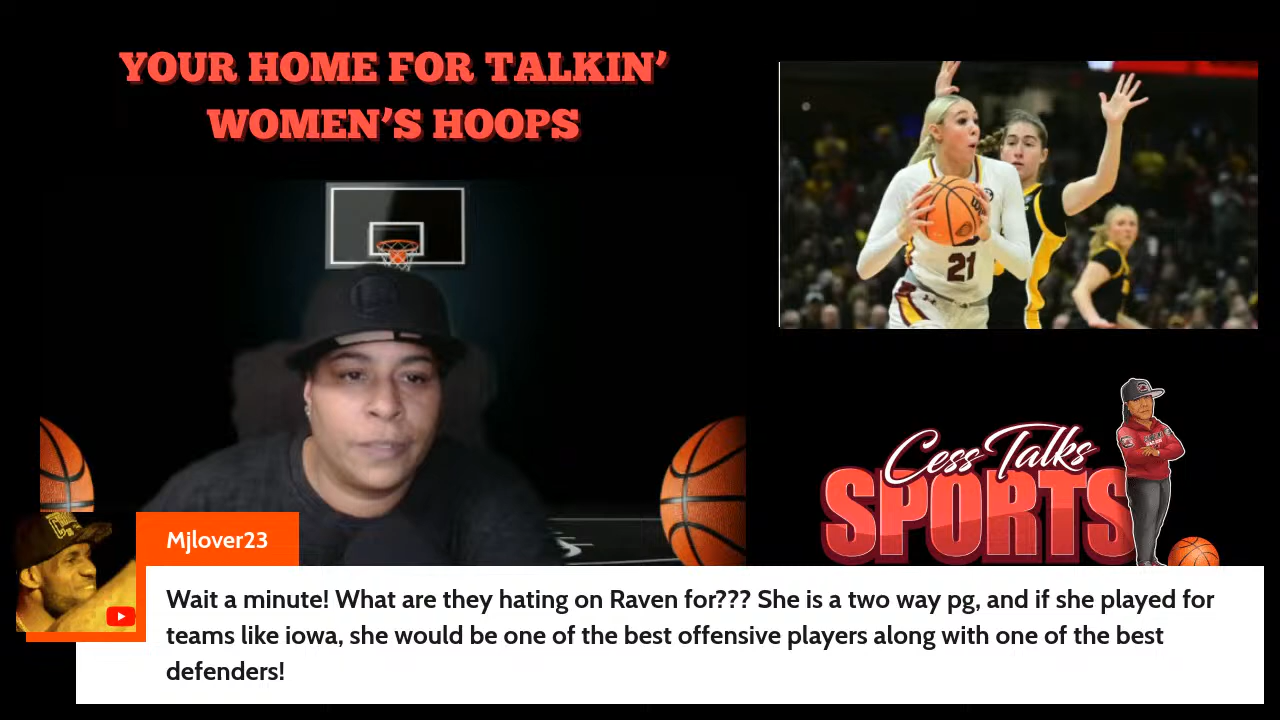 YOUR HOME FOR TALKIN’
WOMEN’S HOOPS
21
Cess Talks
SPORTS
Mjlover23
Wait a minute! What are they hating on Raven for??? She is a two way pg, and if she played for
teams like iowa, she would be one of the best offensive players along with one of the best
defenders!